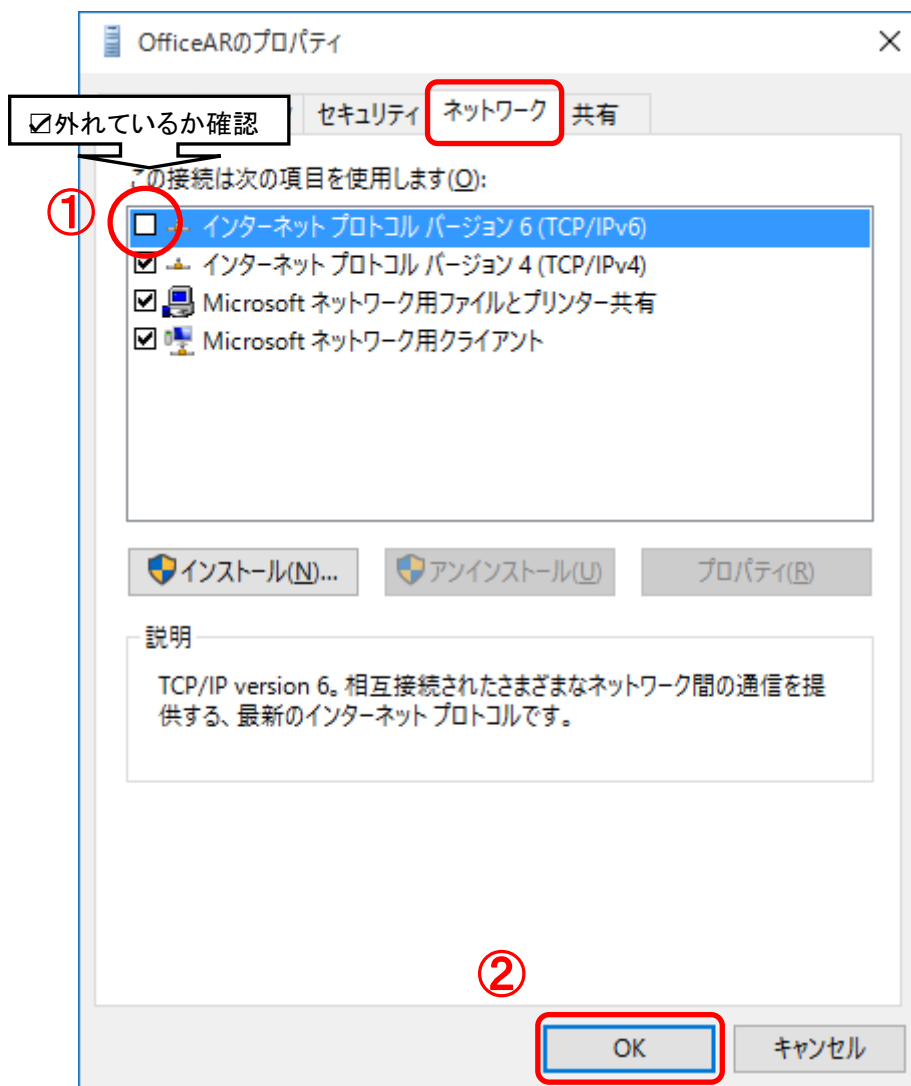 OfficeARのプロパティ
☑外れているか確認
セキュリティ
ネットワーク
共有
この接続は次の項目を使用します(O):
①
インターネット プロトコル バージョン 6 (TCP/IPv6)
インターネット プロトコル バージョン 4 (TCP/IPv4)
Microsoft ネットワーク用ファイルとプリンター共有
Microsoft ネットワーク用クライアント
インストール(N)...
アンインストール(U)
プロパティ(R)
説明
TCP/IP version 6。相互接続されたさまざまなネットワーク間の通信を提
供する、最新のインターネット プロトコルです。
②
OK
キャンセル